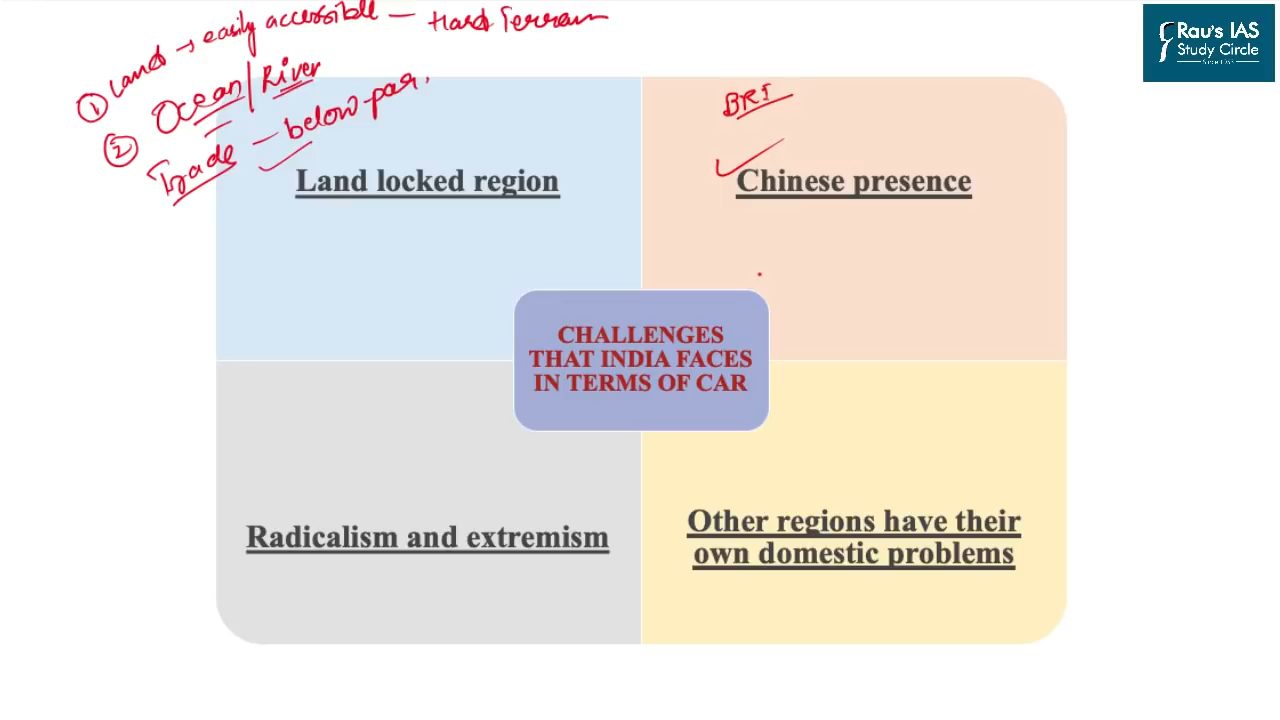 ① Land → easily accessible – Hard Terrain
② Ocean/River
Trade – below par.
Rau's IAS
Study Circle
Since 1953
BRI
Land locked region
Chinese presence
CHALLENGES
THAT INDIA FACES
IN TERMS OF CAR
Radicalism and extremism
Other regions have their
own domestic problems